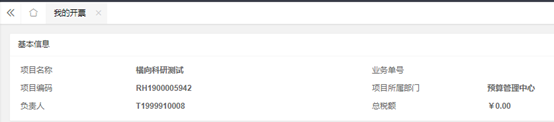 我的开票
基本信息
项目名称 横向科研测试 业务单号
项目编码 RH1900005942 项目所属部门 预算管理中心
负责人 T1999910008 总税额 ￥0.00